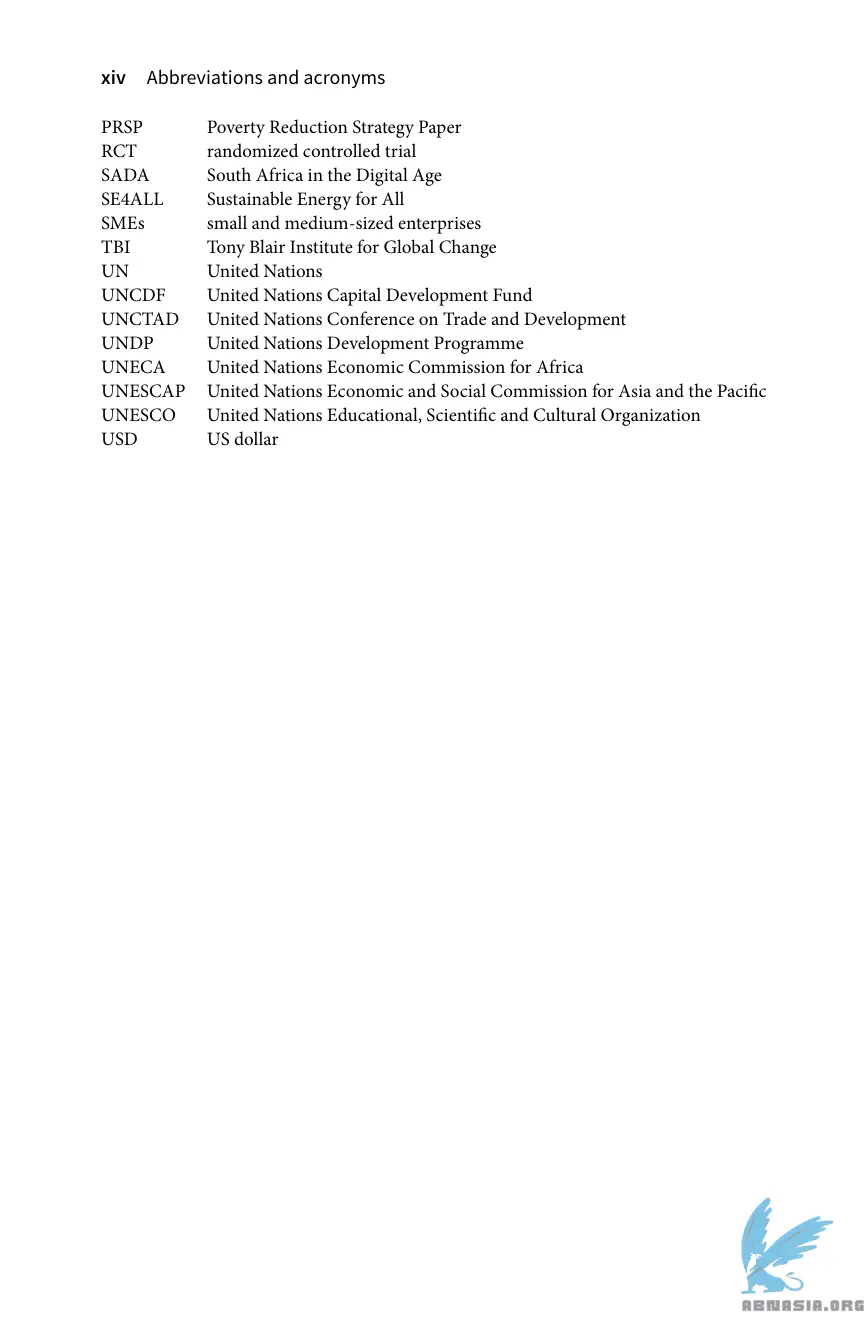 xiv Abbreviations and acronyms
PRSP Poverty Reduction Strategy Paper
RCT randomized controlled trial
SADA South Africa in the Digital Age
SE4ALL Sustainable Energy for All
SMEs small and medium-sized enterprises
TBI Tony Blair Institute for Global Change
UN United Nations
UNCDF United Nations Capital Development Fund
UNCTAD United Nations Conference on Trade and Development
UNDP United Nations Development Programme
UNECA United Nations Economic Commission for Africa
UNESCAP United Nations Economic and Social Commission for Asia and the Pacific
UNESCO United Nations Educational, Scientific and Cultural Organization
USD US dollar
ABNASIA.ORG